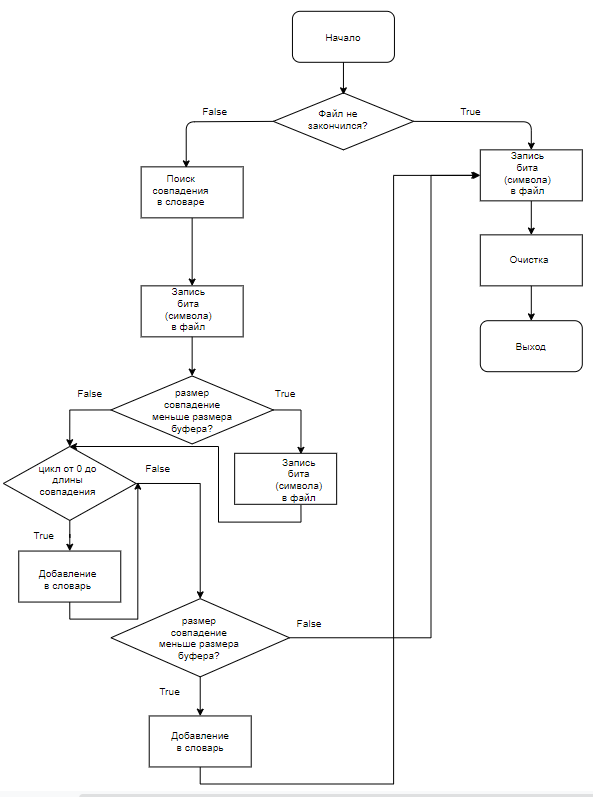 Начало
Файл не
закончился?
False
True
Поиск
совпадения
в словаре
Запись
бита
(символа)
в файл
Очистка
Выход
Запись
бита
(символа)
в файл
размер
совпадение
меньше размера
буфера?
False
True
цикл от 0 до
длины
совпадения
False
Запись
бита
(символа)
в файл
True
Добавление
в словарь
размер
совпадение
меньше размера
буфера?
False
True
Добавление
в словарь